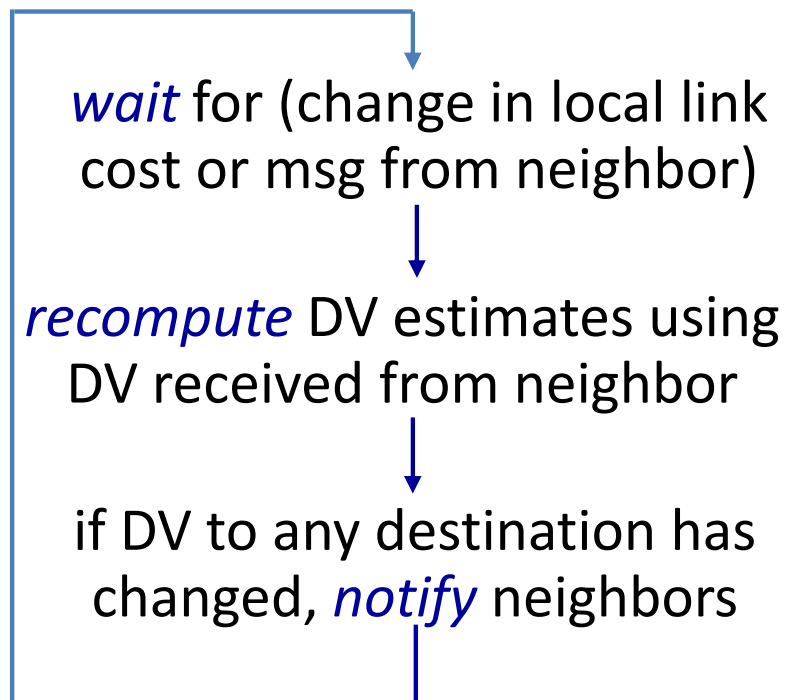 wait for (change in local link
cost or msg from neighbor)
recompute DV estimates using
DV received from neighbor
if DV to any destination has
changed, notify neighbors